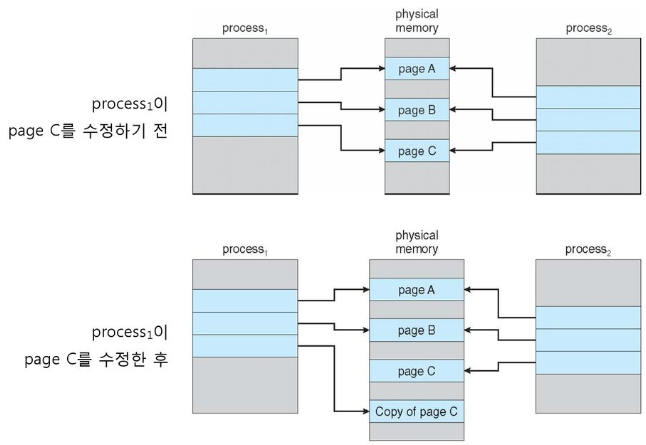 process₁
physical
memory
process₂
process₁이
page C를 수정하기 전
page A
page B
page C
process₁
physical
memory
process₂
process₁이
page C를 수정한 후
page A
page B
page C
Copy of page C